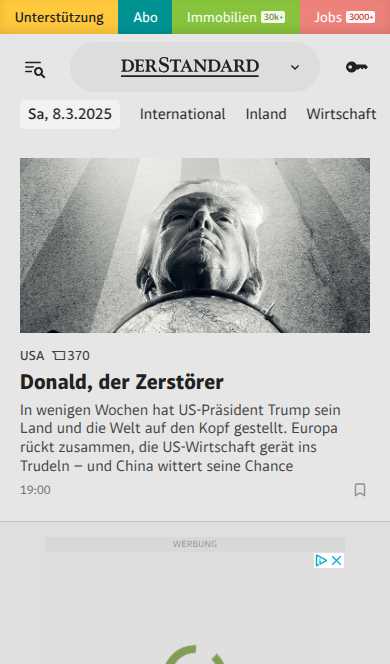 Unterstützung Abo Immobilien 30k+ Jobs 3000+
DERSTANDARD
Sa, 8.3.2025 International Inland Wirtschaft
USA 370
Donald, der Zerstörer
In wenigen Wochen hat US-Präsident Trump sein
Land und die Welt auf den Kopf gestellt. Europa
rückt zusammen, die US-Wirtschaft gerät ins
Trudeln – und China wittert seine Chance
19:00
WERBUNG